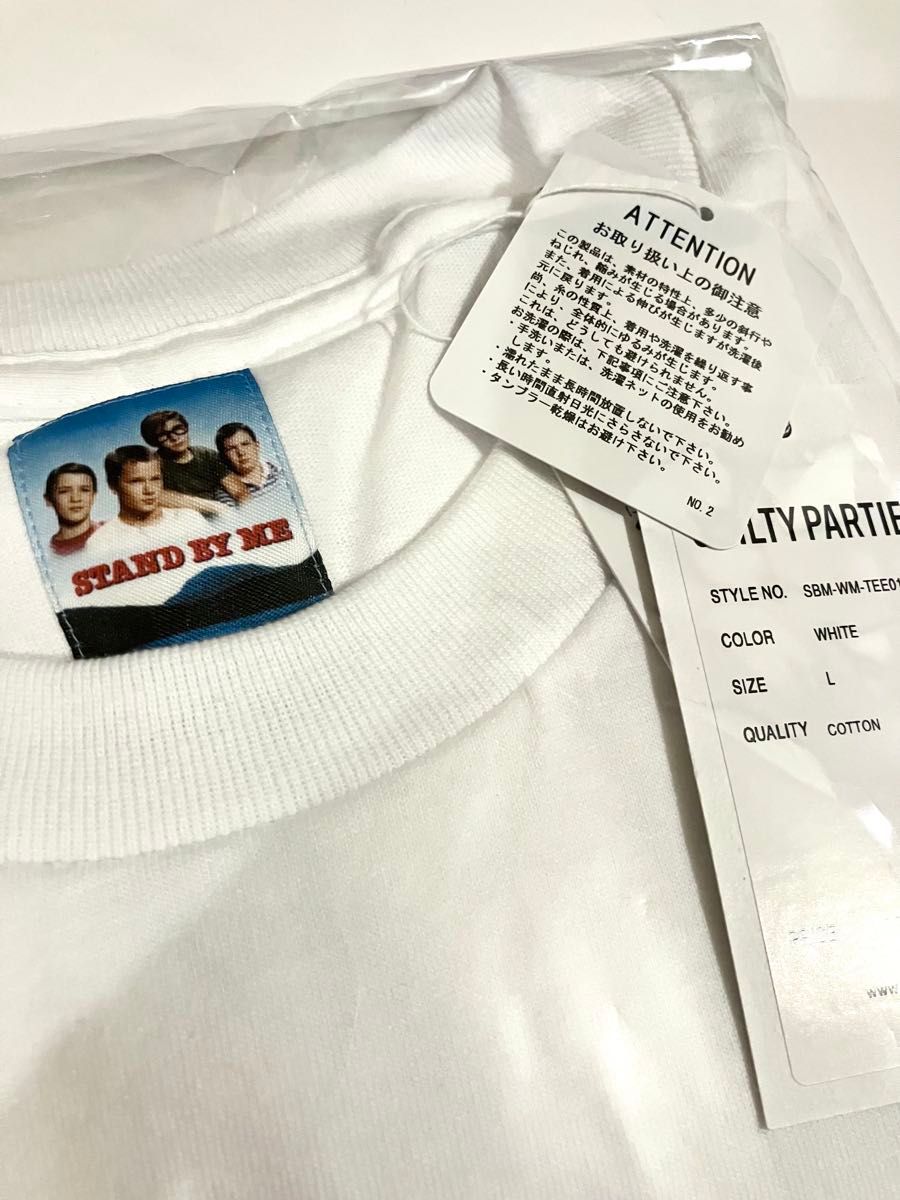 STAND BY ME
ATTENTION
お取り扱い上の御注意
この製品は、素材の特性上、多少の斜行や
ねじれ、縮みが生じる場合があります。
また、着用による伸びが生じますが洗濯後
元に戻ります。
尚、糸の性質上、着用や洗濯を繰り返す事
により、全体的にゆるみが生じます。
これは、どうしても避けられません。
お洗濯の際は、下記事項にご注意下さい。
・手洗いまたは、洗濯ネットの使用をお勧め
します。
・濡れたまま長時間放置しないで下さい。
・長い時間直射日光にさらさないで下さい。
・タンブラー乾燥はお避け下さい。
NO. 2
LTY PARTIE
STYLE NO. SBM-WM-TEE01
COLOR WHITE
SIZE L
QUALITY COTTON
www.